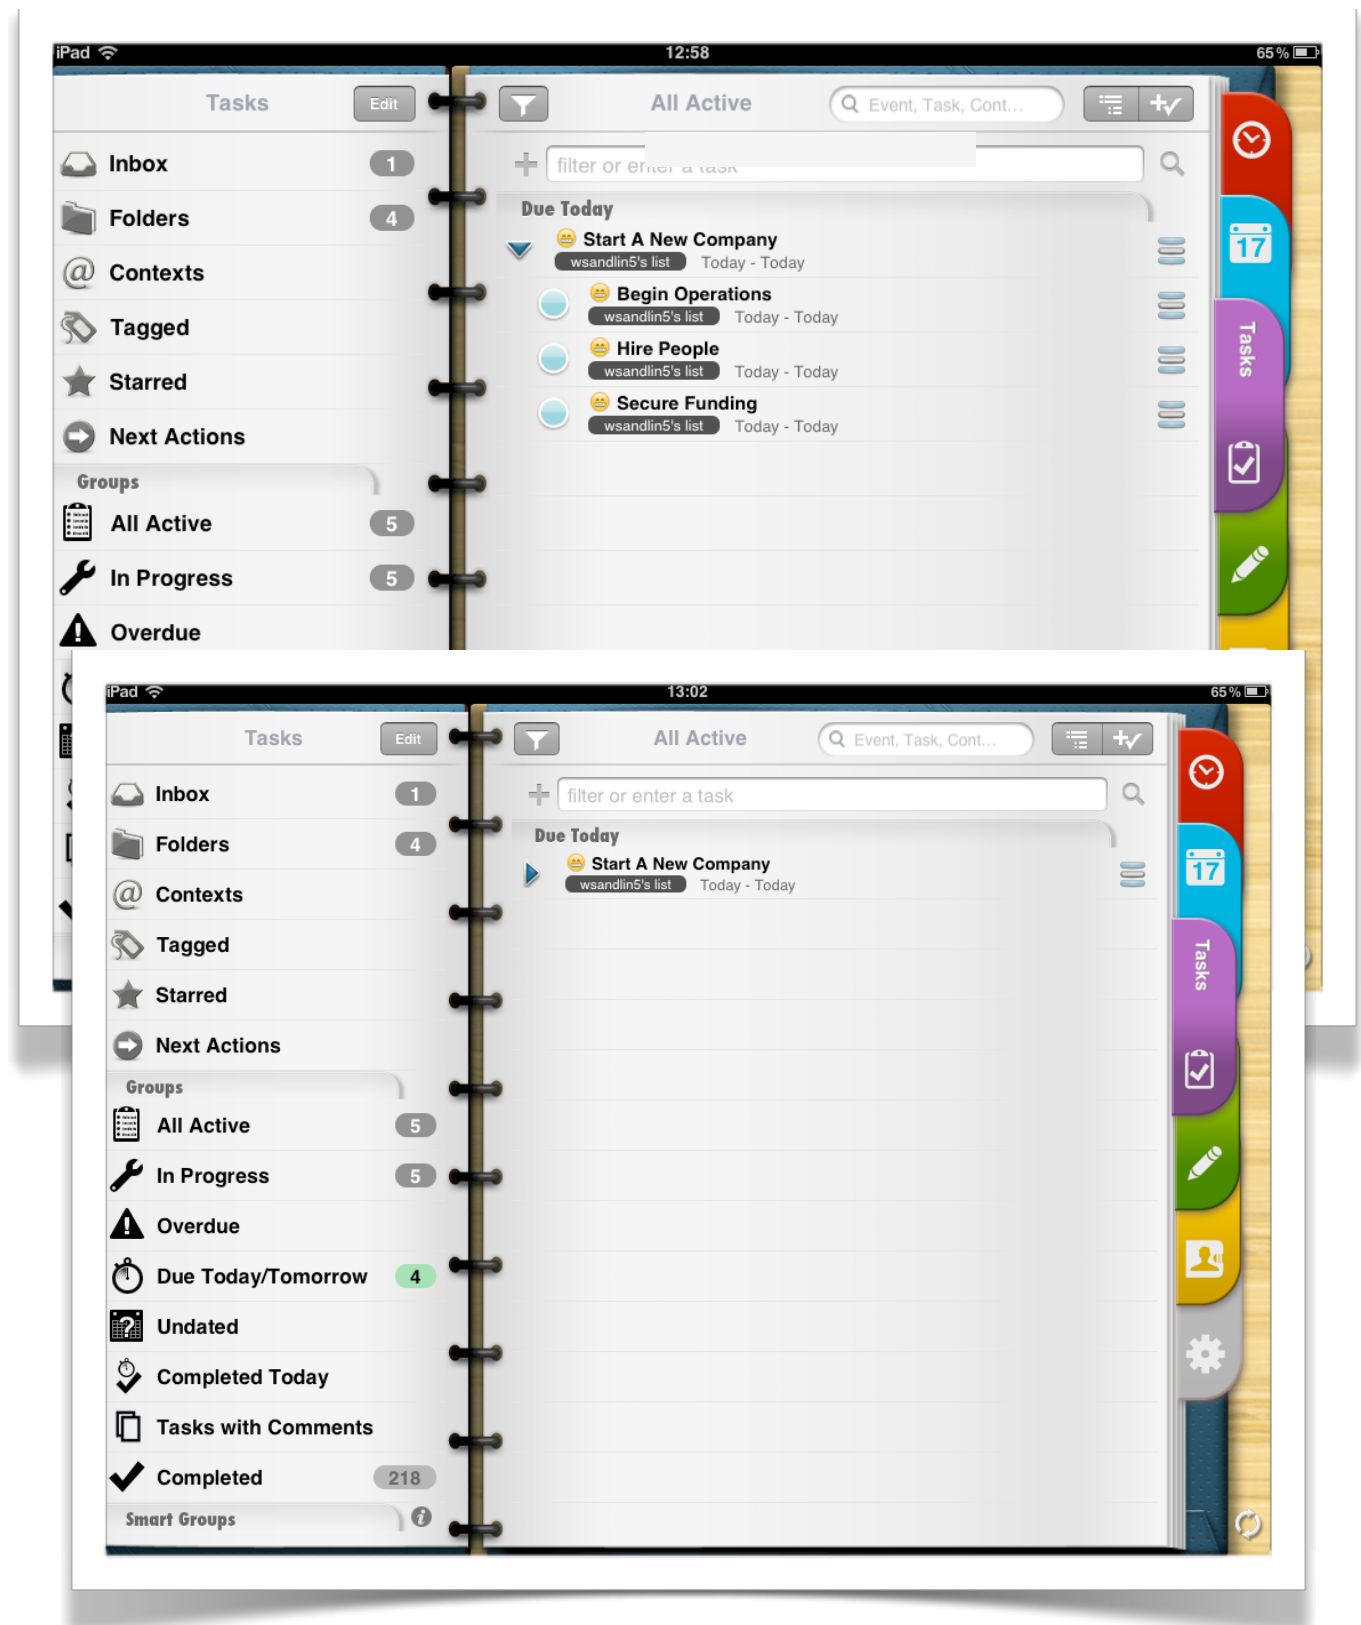 iPad 12:58 65%
Tasks Edit All Active Event, Task, Cont...
Inbox 1
filter or enter a task
Folders 4
Due Today
Contexts
Start A New Company
wsandlin5's list Today - Today
Tagged
Begin Operations
wsandlin5's list Today - Today
Starred
Hire People
wsandlin5's list Today - Today
Next Actions
Secure Funding
wsandlin5's list Today - Today
Groups
All Active 5
In Progress 5
Overdue
17
Tasks
iPad 13:02 65%
Tasks Edit All Active Event, Task, Cont...
Inbox 1
filter or enter a task
Folders 4
Due Today
Contexts
Start A New Company
wsandlin5's list Today - Today
Tagged
Starred
Next Actions
Groups
All Active 5
In Progress 5
Overdue
Due Today/Tomorrow 4
Undated
Completed Today
Tasks with Comments
Completed 218
Smart Groups
17
Tasks